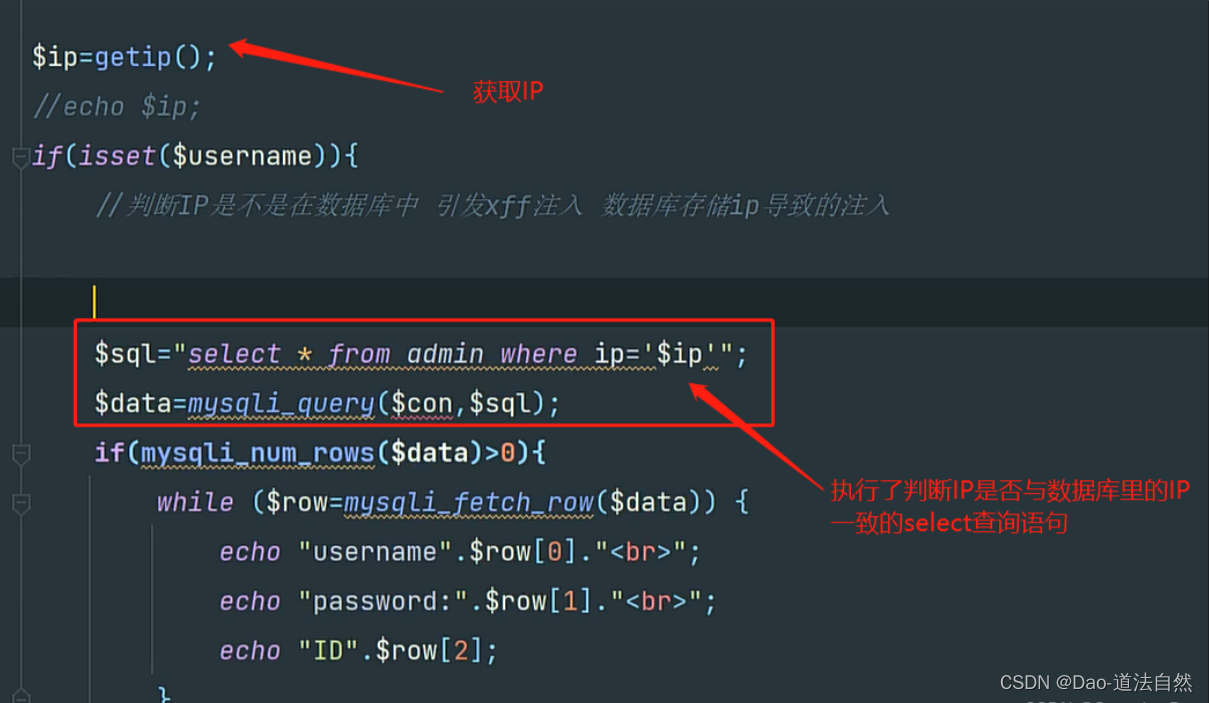 $ip=getip();
获取IP
//echo $ip;
if(isset($username)){
//判断IP是不是在数据库中 引发xff注入 数据库存储ip导致的注入
$sql="select * from admin where ip='$ip'";
$data=mysqli_query($con,$sql);
if(mysqli_num_rows($data)>0){
执行了判断IP是否与数据库里的IP
while ($row=mysqli_fetch_row($data)) {
一致的select查询语句
echo "username".$row[0]."<br>";
echo "password:".$row[1]."<br>";
echo "ID".$row[2];
}
CSDN @Dao-道法自然